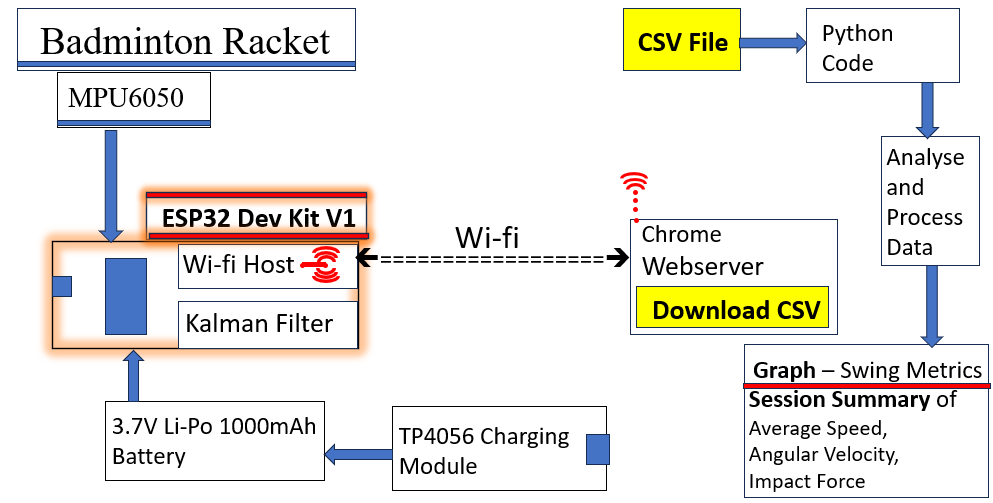 Badminton Racket
MPU6050
ESP32 Dev Kit V1
Wi-fi Host
Kalman Filter
3.7V Li-Po 1000mAh
Battery
TP4056 Charging
Module
Wi-fi
Chrome
Webserver
Download CSV
CSV File
Python
Code
Analyse
and
Process
Data
Graph – Swing Metrics
Session Summary of
Average Speed,
Angular Velocity,
Impact Force